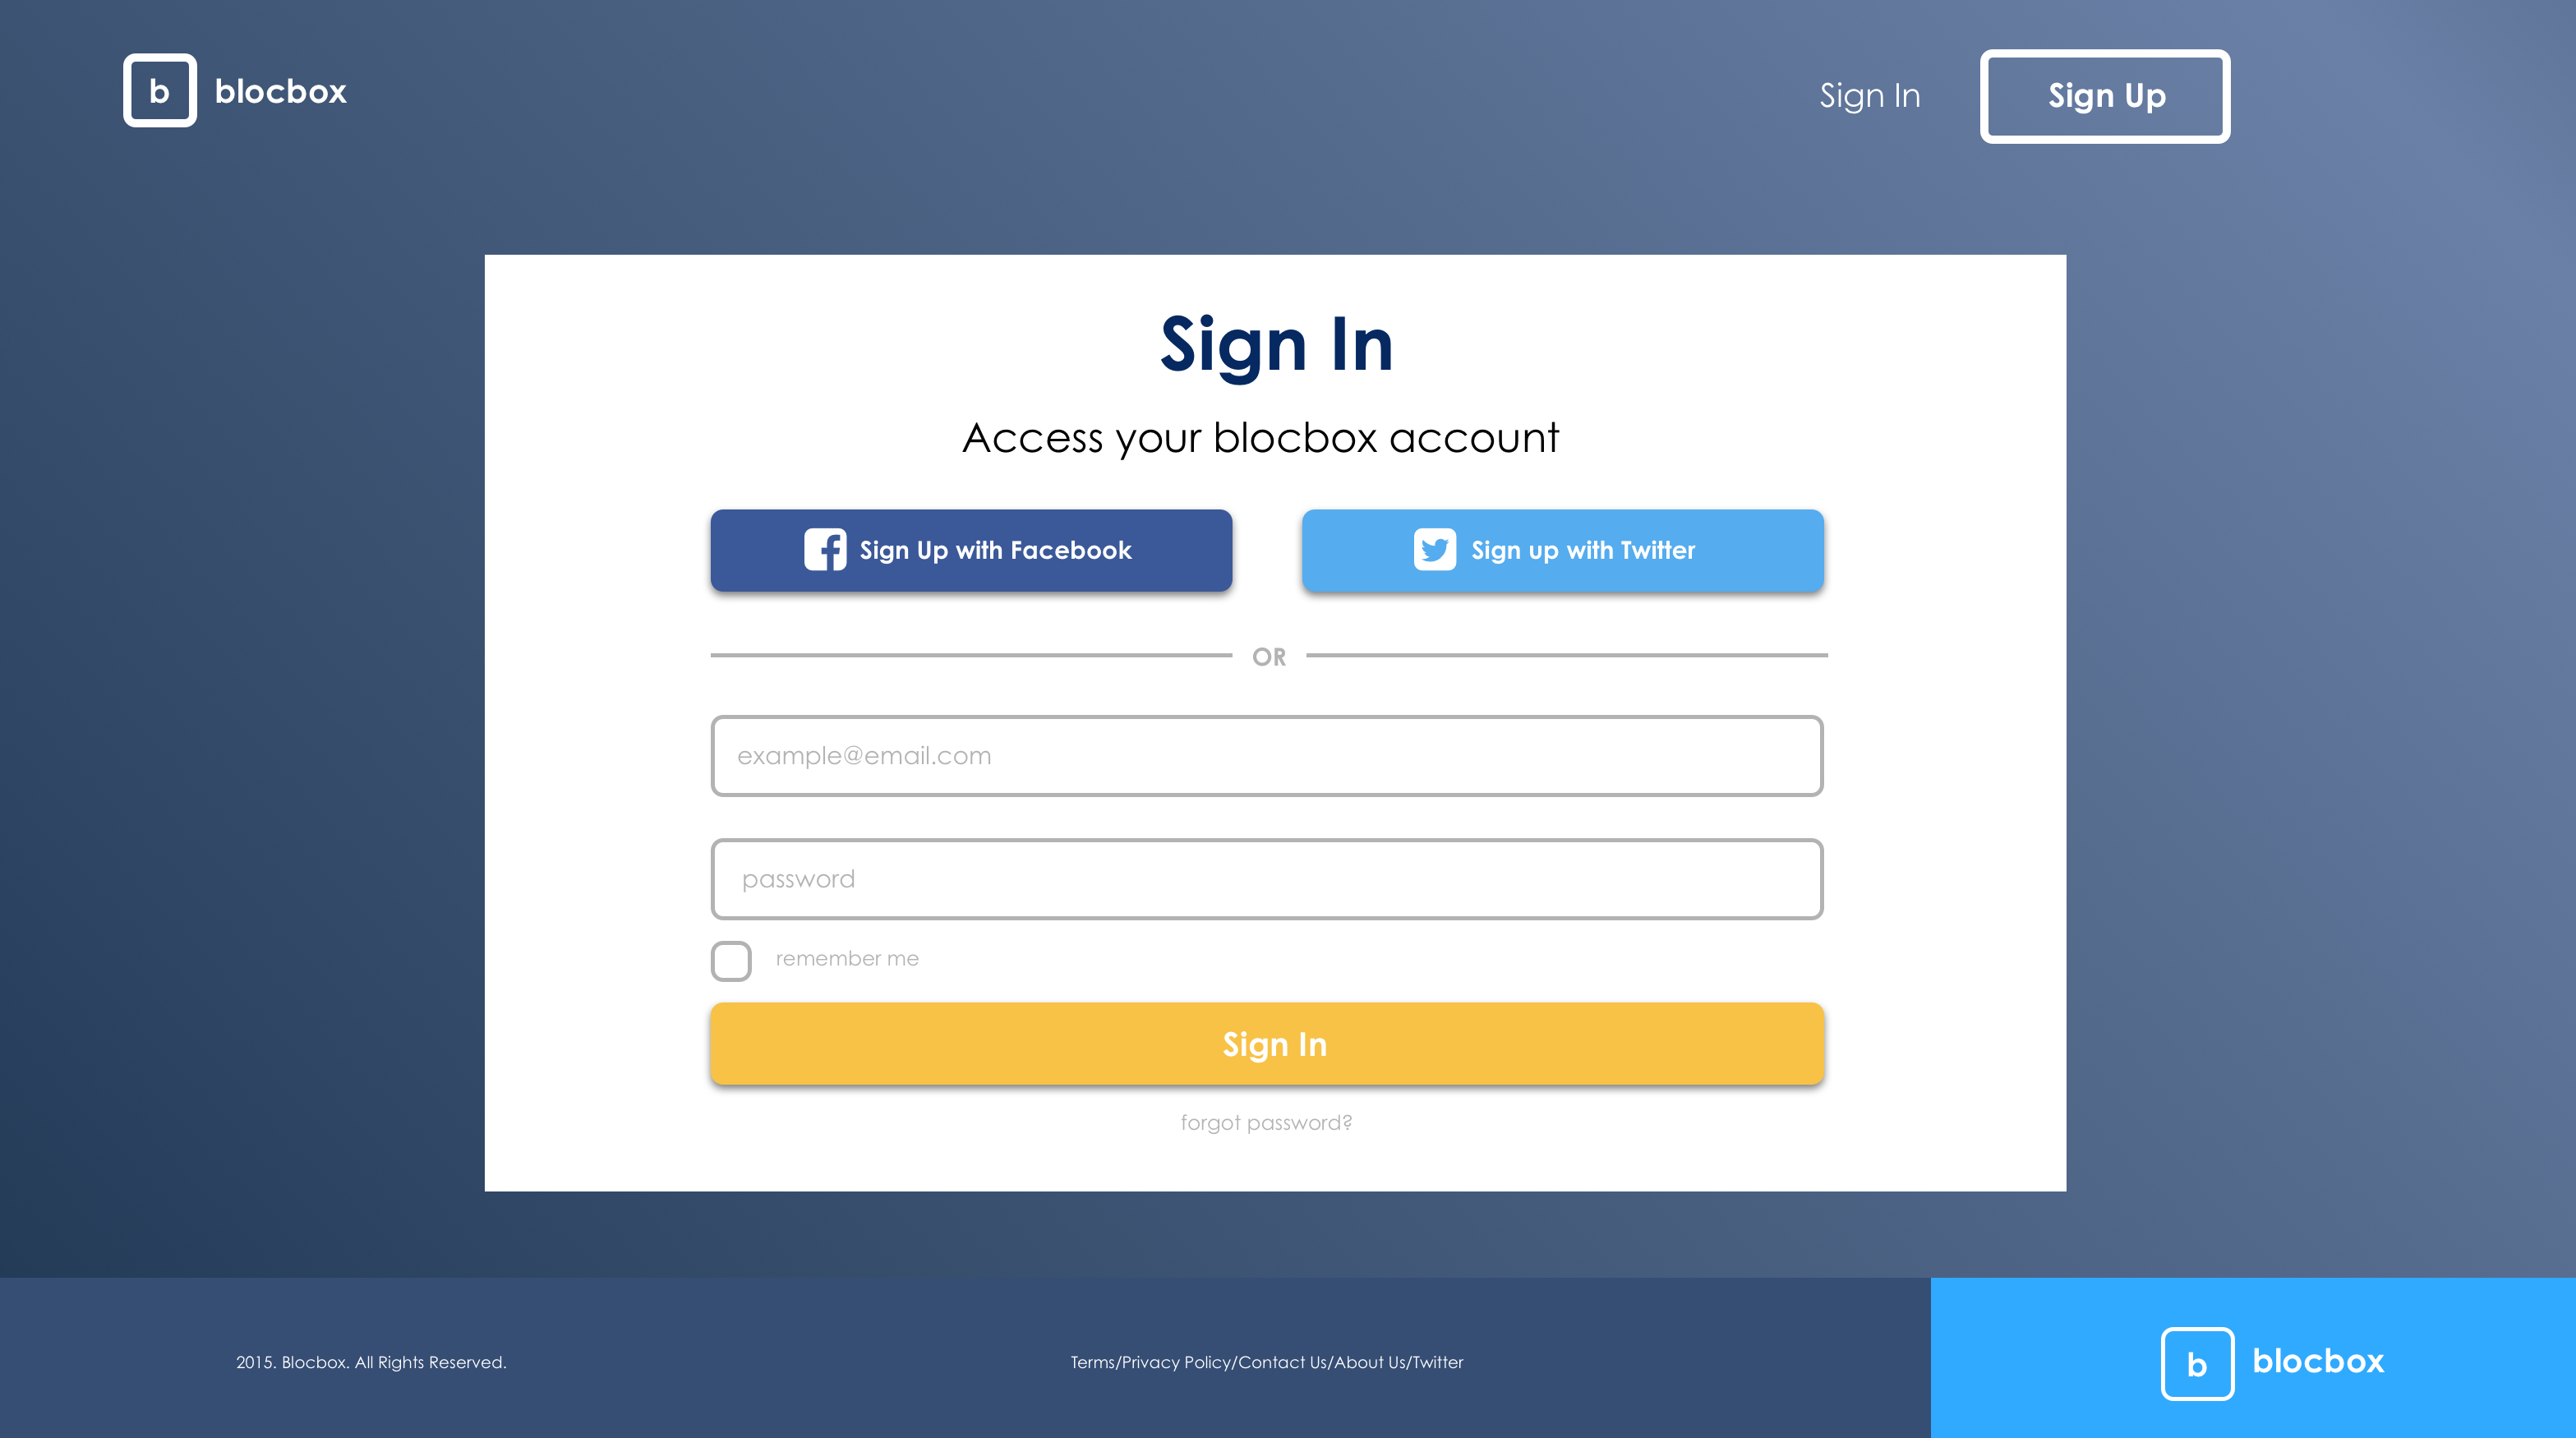 b blocbox
Sign In
Sign Up
Sign In
Access your blocbox account
Sign Up with Facebook
Sign up with Twitter
OR
example@email.com
password
remember me
Sign In
forgot password?
2015. Blocbox. All Rights Reserved.
Terms/Privacy Policy/Contact Us/About Us/Twitter
b blocbox